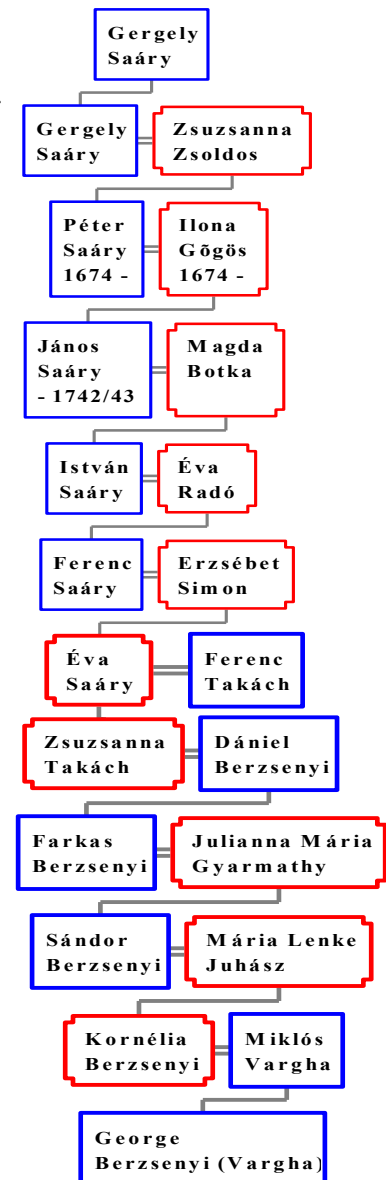 Gergely
Saáry
Gergely
Saáry
Zsuzsanna
Zsoldos
Péter
Saáry
1674 -
Ilona
Gõgös
1674 -
János
Saáry
- 1742/43
Magda
Botka
István
Saáry
Éva
Radó
Ferenc
Saáry
Erzsébet
Simon
Éva
Saáry
Ferenc
Takách
Zsuzsanna
Takách
Dániel
Berzsenyi
Farkas
Berzsenyi
Julianna Mária
Gyarmathy
Sándor
Berzsenyi
Mária Lenke
Juhász
Kornélia
Berzsenyi
Miklós
Vargha
George
Berzsenyi (Vargha)